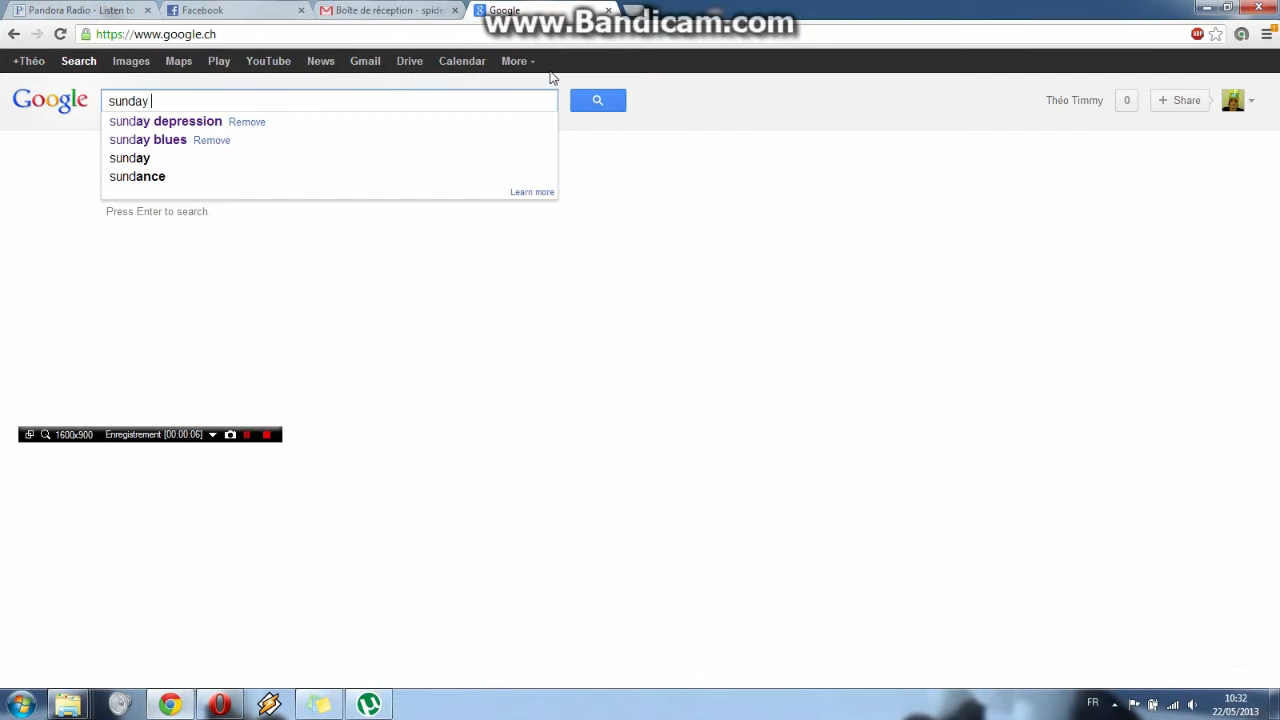 Pandora Radio - Listen to
Facebook
Boîte de réception - spide
Google
www.Bandicam.com
https://www.google.ch
+Théo Search Images Maps Play YouTube News Gmail Drive Calendar More
Google
sunday
Théo Timmy 0 + Share
sunday depression Remove
sunday blues Remove
sunday
sundance
Learn more
Press Enter to search.
1600x900 Enregistrement [00:00:06]
FR
10:32
22/05/2013